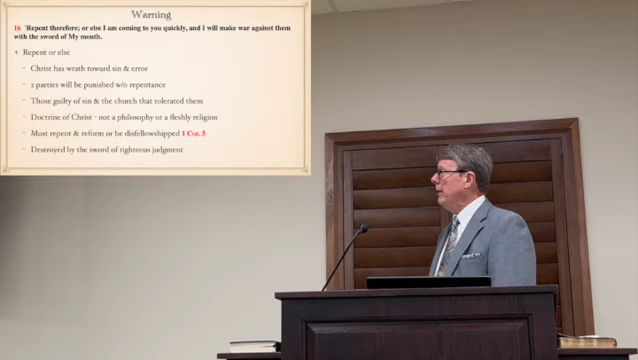 Warning
16 "Repent therefore; or else I am coming to you quickly, and I will make war against them
with the sword of My mouth.
Repent or else
- Christ has wrath toward sin & error
- 2 parties will be punished w/o repentance
- Those guilty of sin & the church that tolerated them
- Doctrine of Christ - not a philosophy or a fleshly religion
- Must repent & reform or be disfellowshipped 1 Cor. 5
- Destroyed by the sword of righteous judgment